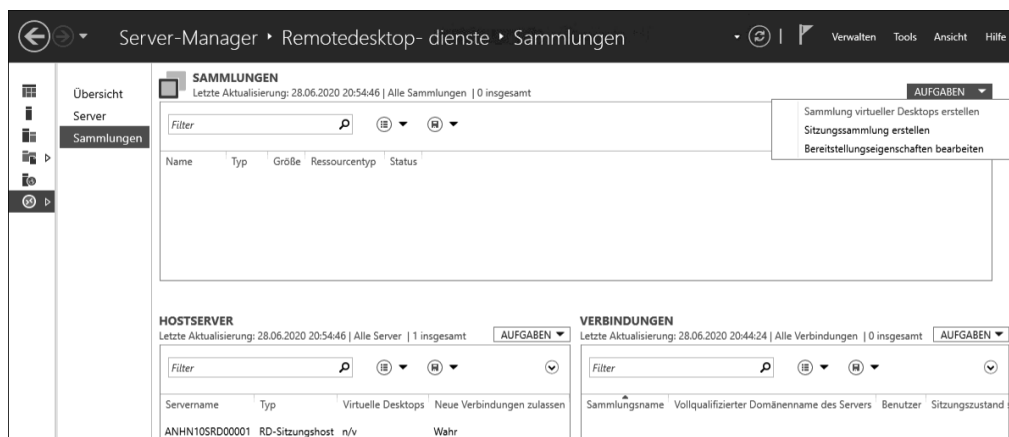 Server-Manager ‣ Remotedesktop- dienste ‣ Sammlungen
Verwalten Tools Ansicht Hilfe
Übersicht
Server
Sammlungen
SAMMLUNGEN
Letzte Aktualisierung: 28.06.2020 20:54:46 | Alle Sammlungen | 0 insgesamt
AUFGABEN
Sammlung virtueller Desktops erstellen
Sitzungssammlung erstellen
Bereitstellungseigenschaften bearbeiten
Filter
Name Typ Größe Ressourcentyp Status
HOSTSERVER
Letzte Aktualisierung: 28.06.2020 20:54:46 | Alle Server | 1 insgesamt
AUFGABEN
Filter
Servername Typ Virtuelle Desktops Neue Verbindungen zulassen
ANHN10SRD00001 RD-Sitzungshost n/v Wahr
VERBINDUNGEN
Letzte Aktualisierung: 28.06.2020 20:44:24 | Alle Verbindungen | 0 insgesamt
AUFGABEN
Filter
Sammlungsname Vollqualifizierter Domänenname des Servers Benutzer Sitzungszustand